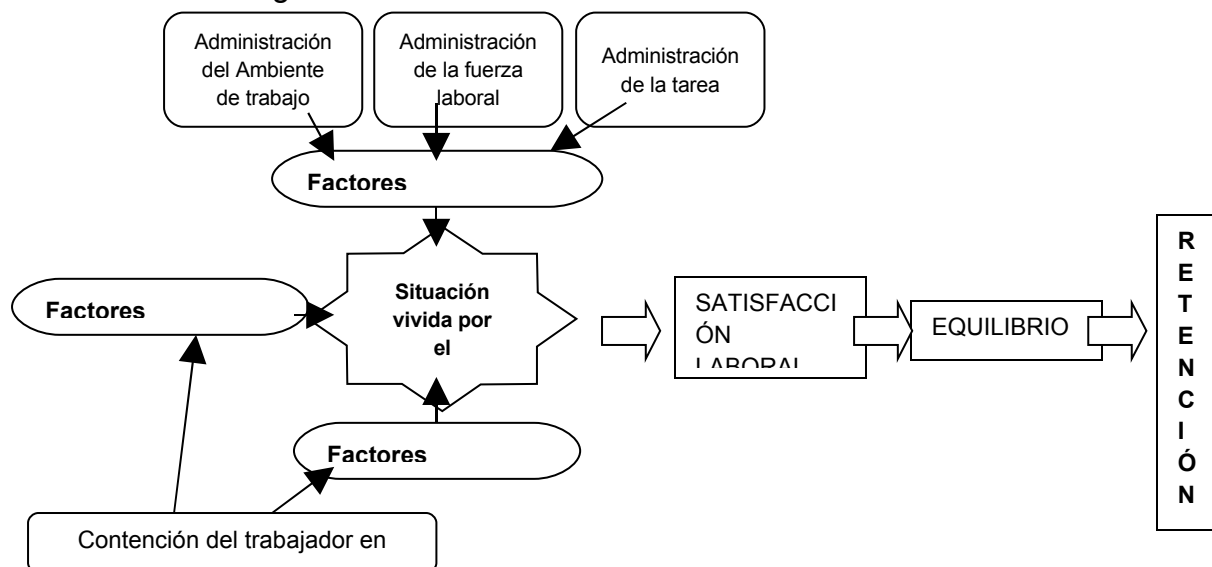 Administración
del Ambiente
de trabajo
Administración
de la fuerza
laboral
Administración
de la tarea
Factores
Factores
Situación
vivida por
el
SATISFACCI
ÓN
LABORAL
EQUILIBRIO
R
E
T
E
N
C
I
Ó
N
Factores
Contención del trabajador en